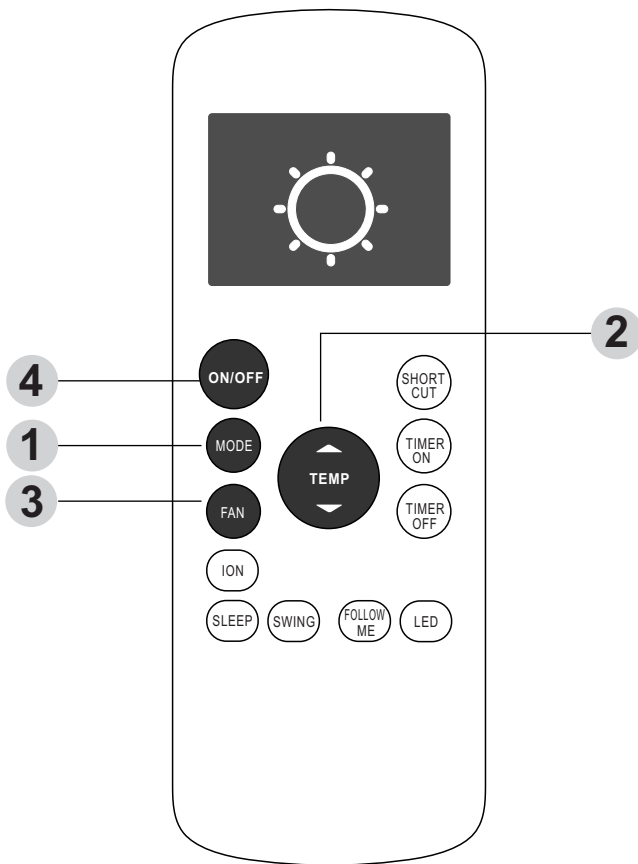 2
4
ON/OFF
SHORT
CUT
1
MODE
TEMP
TIMER
ON
3
FAN
TIMER
OFF
ION
SLEEP
SWING
FOLLOW
ME
LED